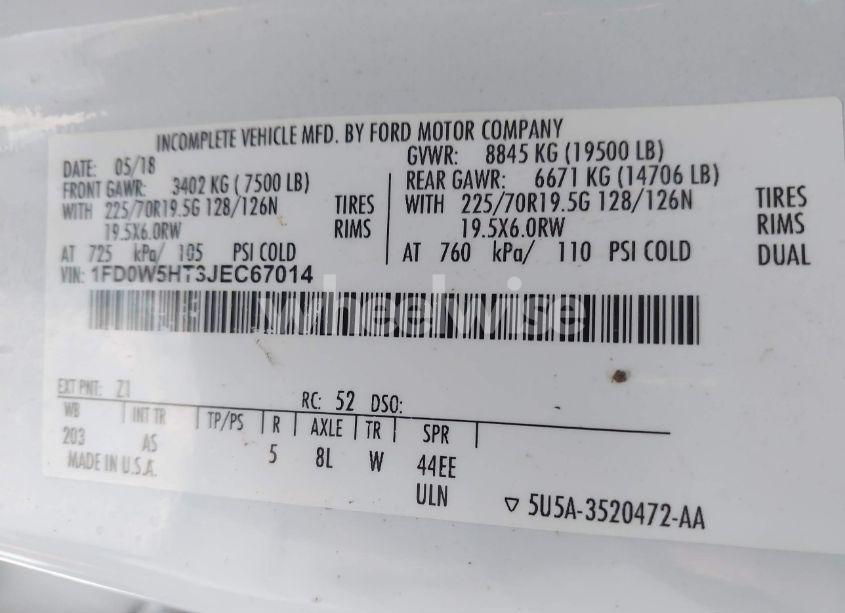 INCOMPLETE VEHICLE MFD. BY FORD MOTOR COMPANY
DATE: 05/18 GVWR: 8845 KG (19500 LB)
FRONT GAWR: 3402 KG ( 7500 LB) REAR GAWR: 6671 KG (14706 LB)
WITH 225/70R19.5G 128/126N TIRES WITH 225/70R19.5G 128/126N TIRES
19.5X6.0RW RIMS 19.5X6.0RW RIMS
AT 725 kPa/ 105 PSI COLD AT 760 kPa/ 110 PSI COLD DUAL
VIN: 1FD0W5HT3JEC67014
wheelwise
EXT PNT: Z1 RC: 52 DSO:
WB INT TR TP/PS R AXLE TR SPR
203 AS 5 8L W 44EE
MADE IN U.S.A. ULN ▽ 5U5A-3520472-AA